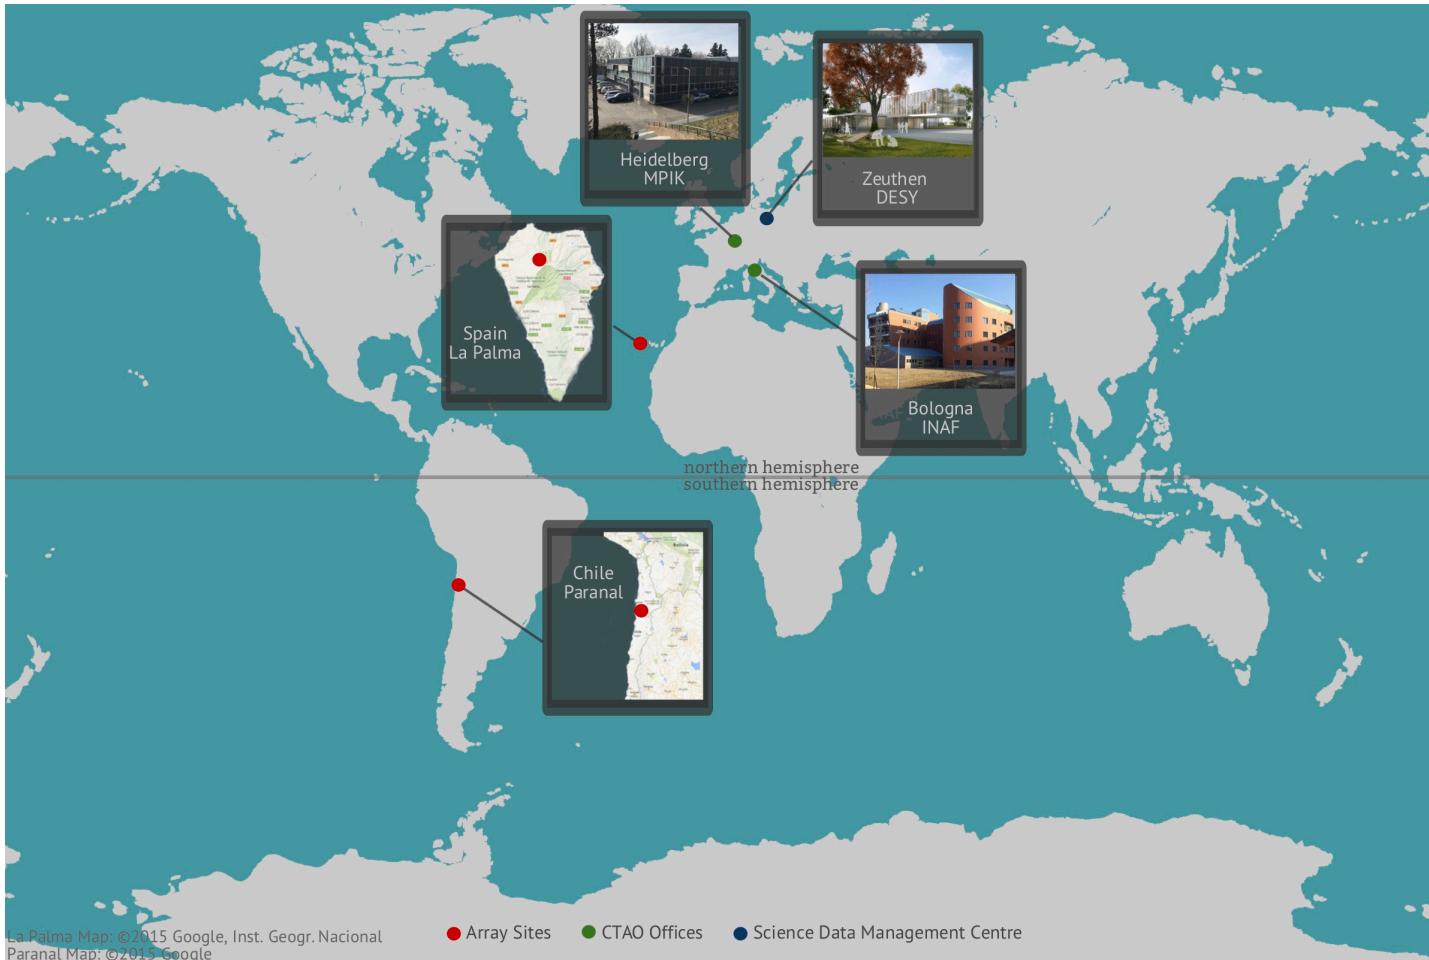 Heidelberg
MPIK
Zeuthen
DESY
Spain
La Palma
Bologna
INAF
northern hemisphere
southern hemisphere
Chile
Paranal
La Palma Map: ©2015 Google, Inst. Geogr. Nacional
Paranal Map: ©2015 Google
Array Sites
CTAO Offices
Science Data Management Centre